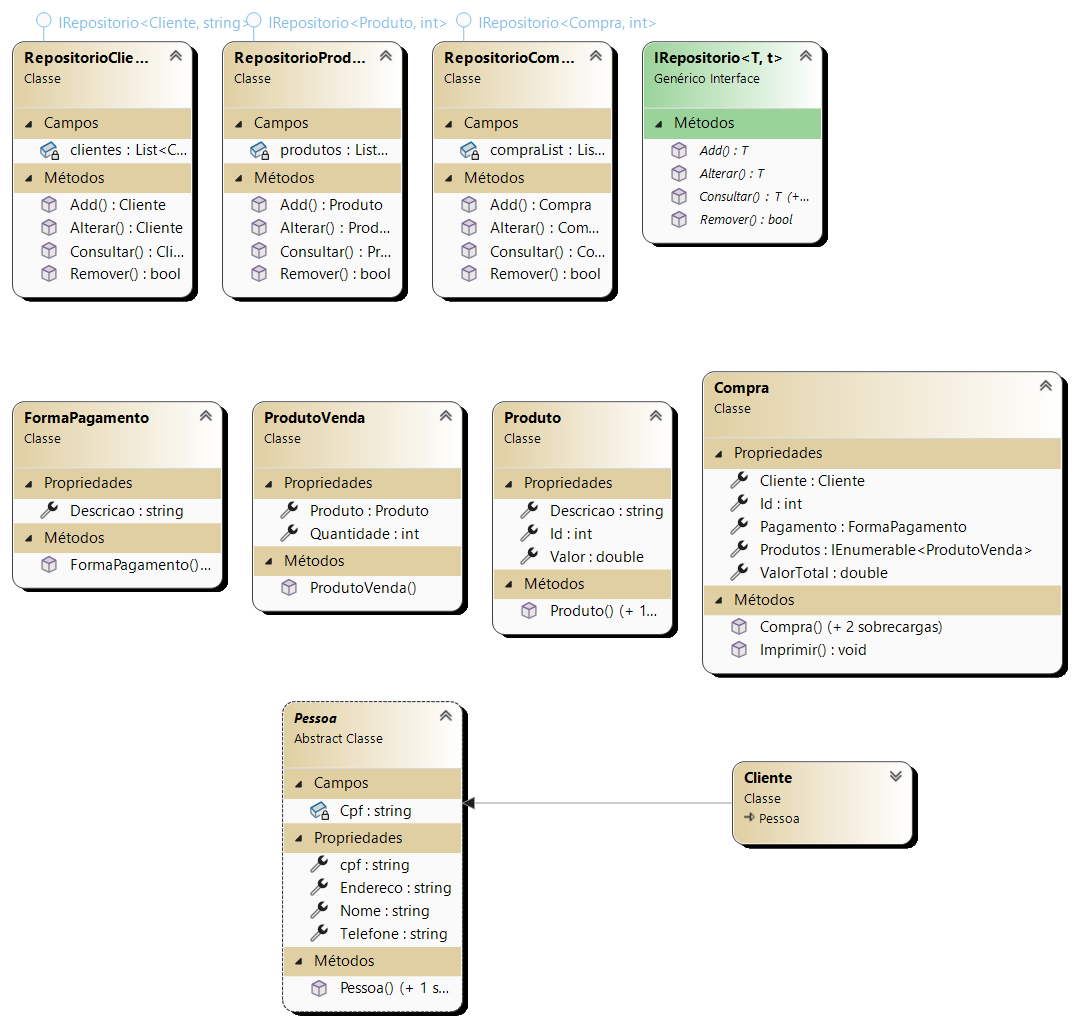 IRepositorio<Cliente, string>
IRepositorio<Produto, int>
IRepositorio<Compra, int>
RepositorioClie...
Classe
Campos
clientes : List<C...
Métodos
Add() : Cliente
Alterar() : Cliente
Consultar() : Cli...
Remover() : bool
RepositorioProd...
Classe
Campos
produtos : List...
Métodos
Add() : Produto
Alterar() : Prod...
Consultar() : Pr...
Remover() : bool
RepositorioCom...
Classe
Campos
compraList : Lis...
Métodos
Add() : Compra
Alterar() : Com...
Consultar() : Co...
Remover() : bool
IRepositorio<T, t>
Genérico Interface
Métodos
Add() : T
Alterar() : T
Consultar() : T (+...
Remover() : bool
FormaPagamento
Classe
Propriedades
Descricao : string
Métodos
FormaPagamento()...
ProdutoVenda
Classe
Propriedades
Produto : Produto
Quantidade : int
Métodos
ProdutoVenda()
Produto
Classe
Propriedades
Descricao : string
Id : int
Valor : double
Métodos
Produto() (+ 1...
Compra
Classe
Propriedades
Cliente : Cliente
Id : int
Pagamento : FormaPagamento
Produtos : IEnumerable<ProdutoVenda>
ValorTotal : double
Métodos
Compra() (+ 2 sobrecargas)
Imprimir() : void
Pessoa
Abstract Classe
Campos
Cpf : string
Propriedades
cpf : string
Endereco : string
Nome : string
Telefone : string
Métodos
Pessoa() (+ 1 s...
Cliente
Classe
Pessoa